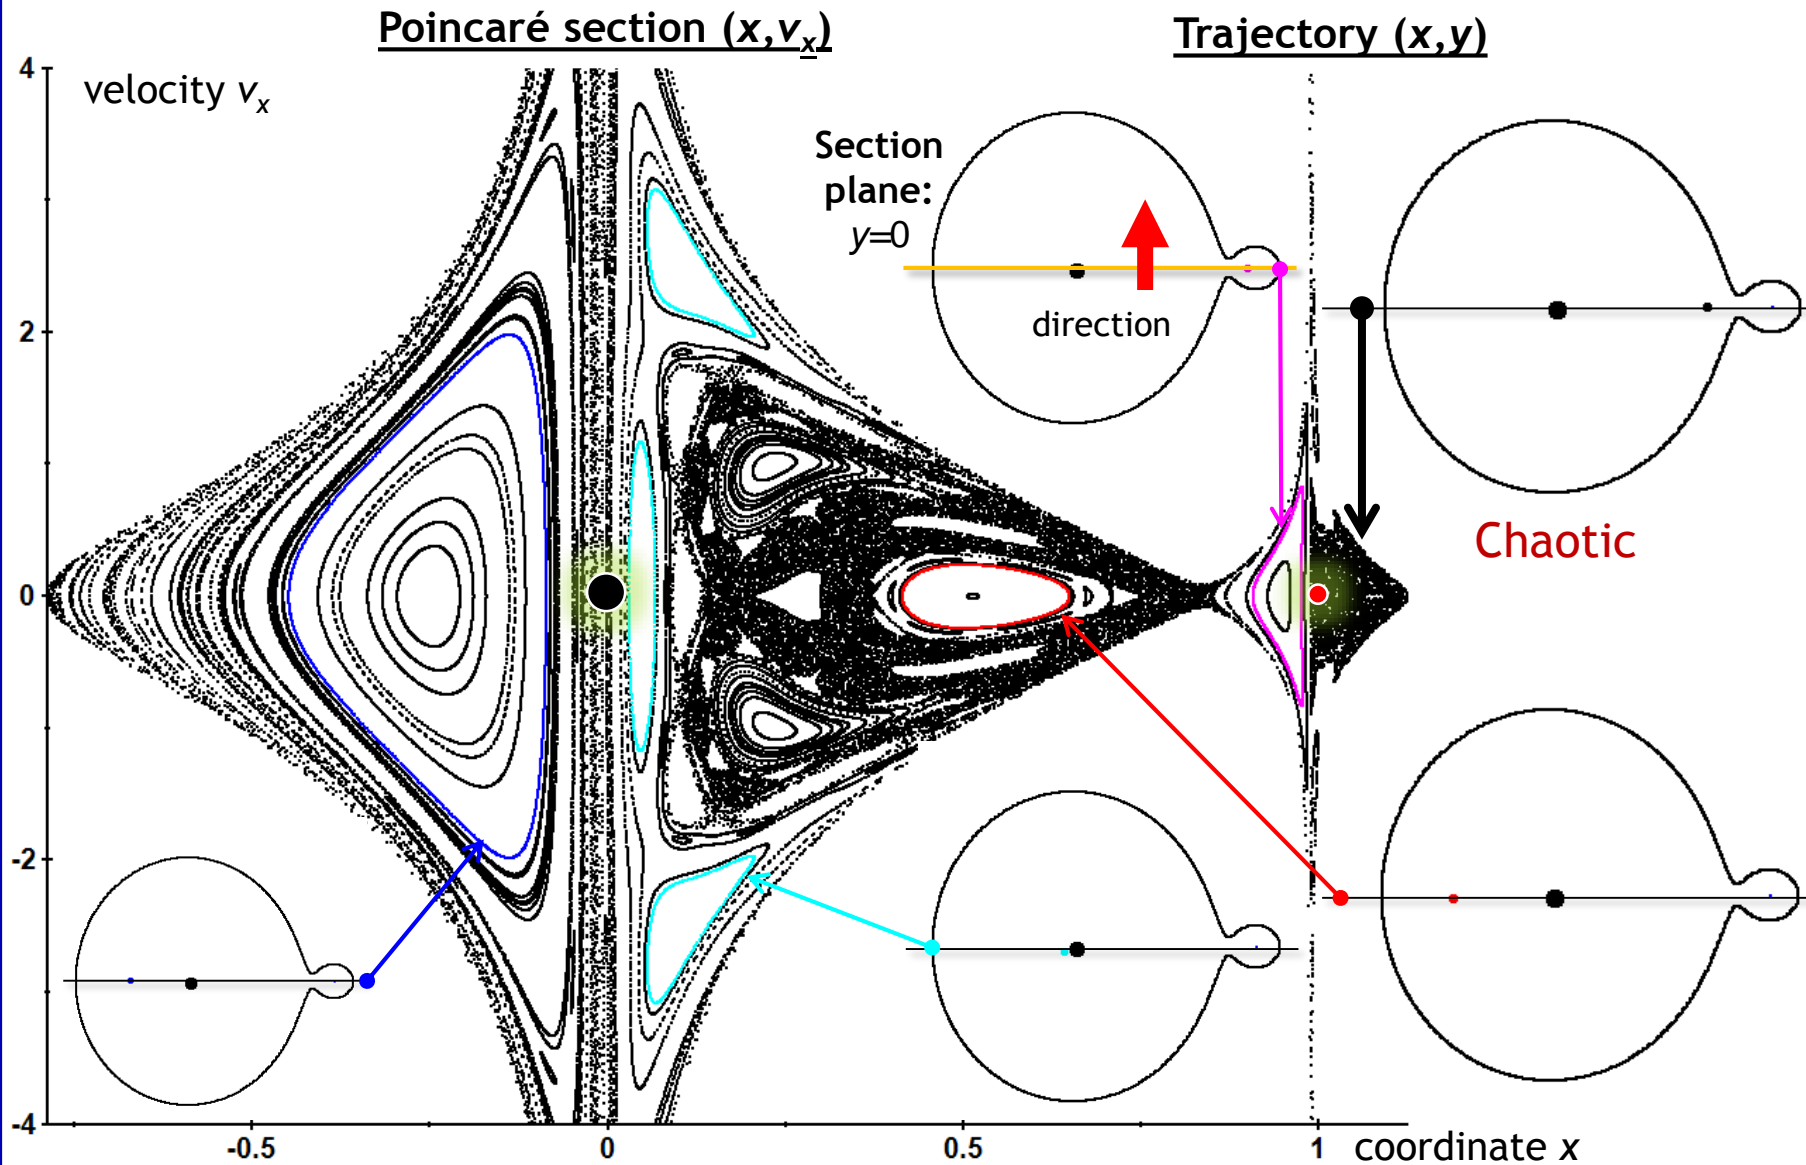 Poincaré section (x,vx)
Trajectory (x,y)
4
velocity vx
Section
plane:
y=0
direction
2
Chaotic
0
-2
-4
-0.5
0
0.5
1
coordinate x